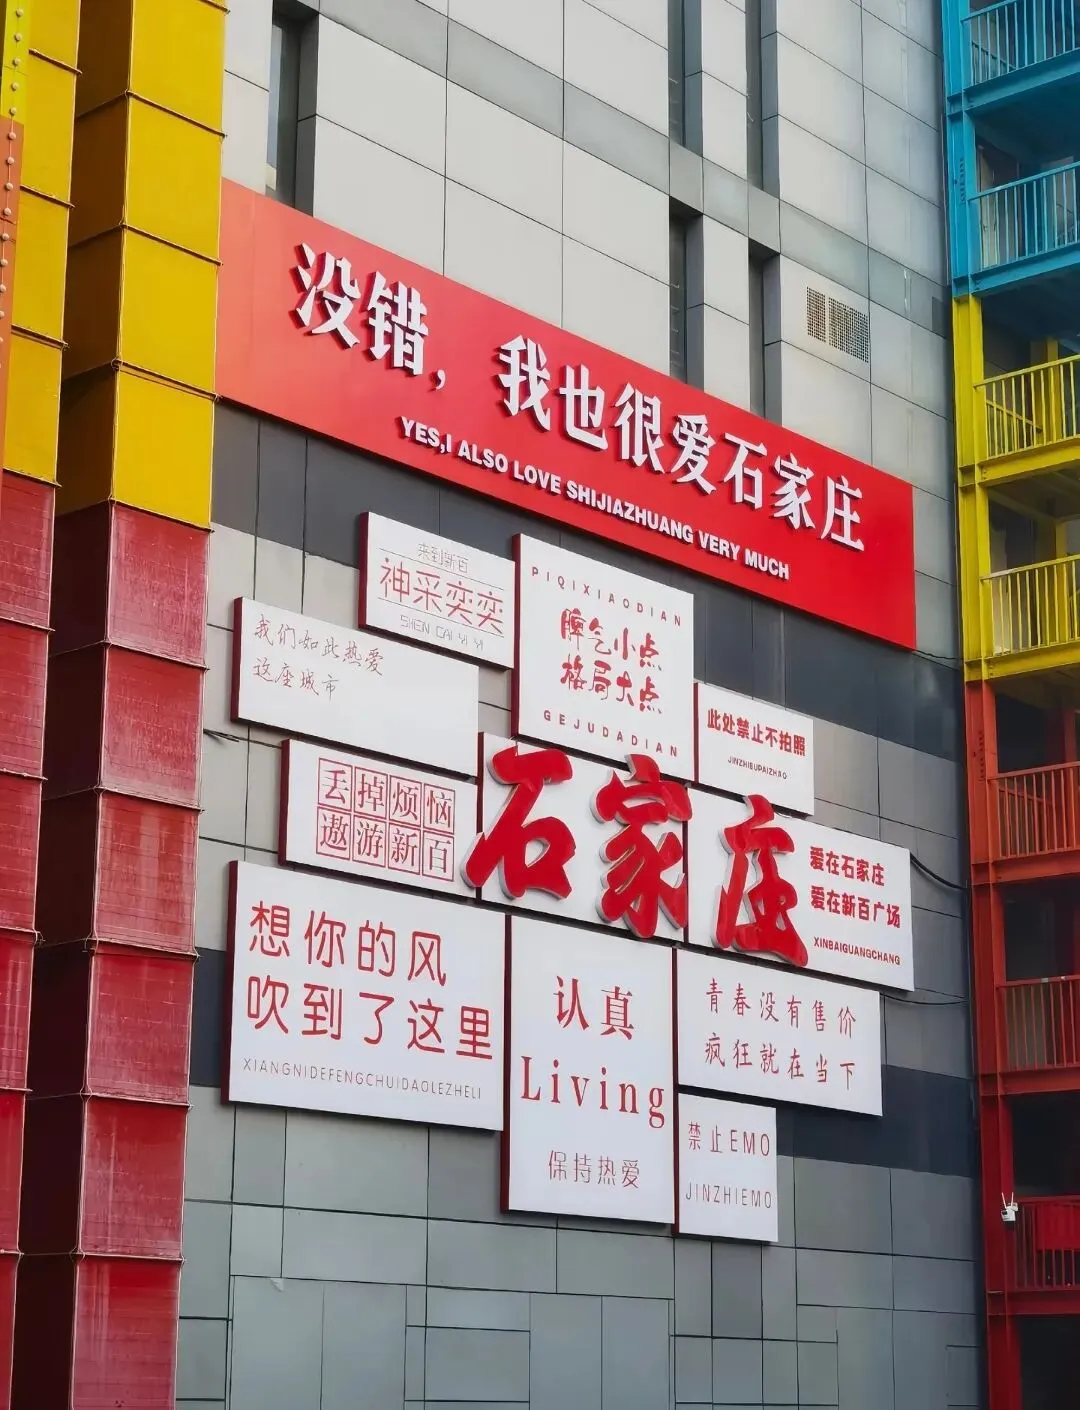 没错，我也很爱石家庄
YES,I ALSO LOVE SHIJIAZHUANG VERY MUCH
来到新百
神采奕奕
SHEN CAI YI YI
PIQIXIAODIAN
脾气小点
格局大点
GEJUDADIAN
我们如此热爱
这座城市
此处禁止不拍照
JINZHIBUPAIZHAO
丢掉烦恼
遨游新百
石家庄
爱在石家庄
爱在新百广场
XINBAIGUANGCHANG
想你的风
吹到了这里
XIANGNIDEFENGCHUIDAOLEZHELI
认真
Living
保持热爱
青春没有售价
疯狂就在当下
禁止EMO
JINZHIEMO